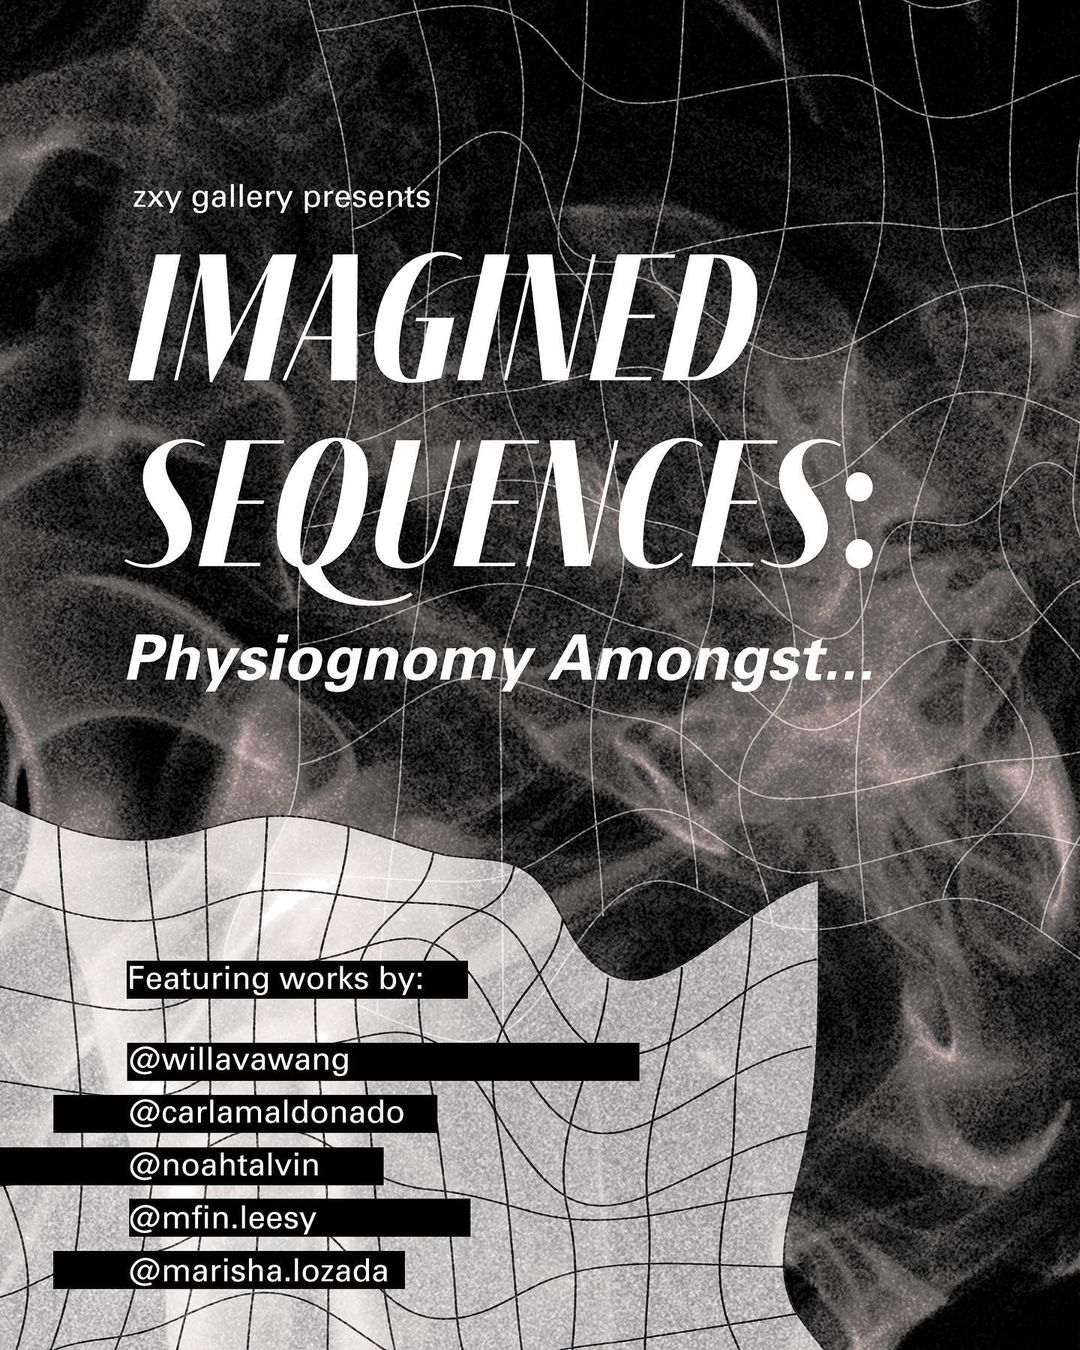 zxy gallery presents
IMAGINED
SEQUENCES:
Physiognomy Amongst...
Featuring works by:
@willavawang
@carlamaldonado
@noahtalvin
@mfin.leesy
@marisha.lozada